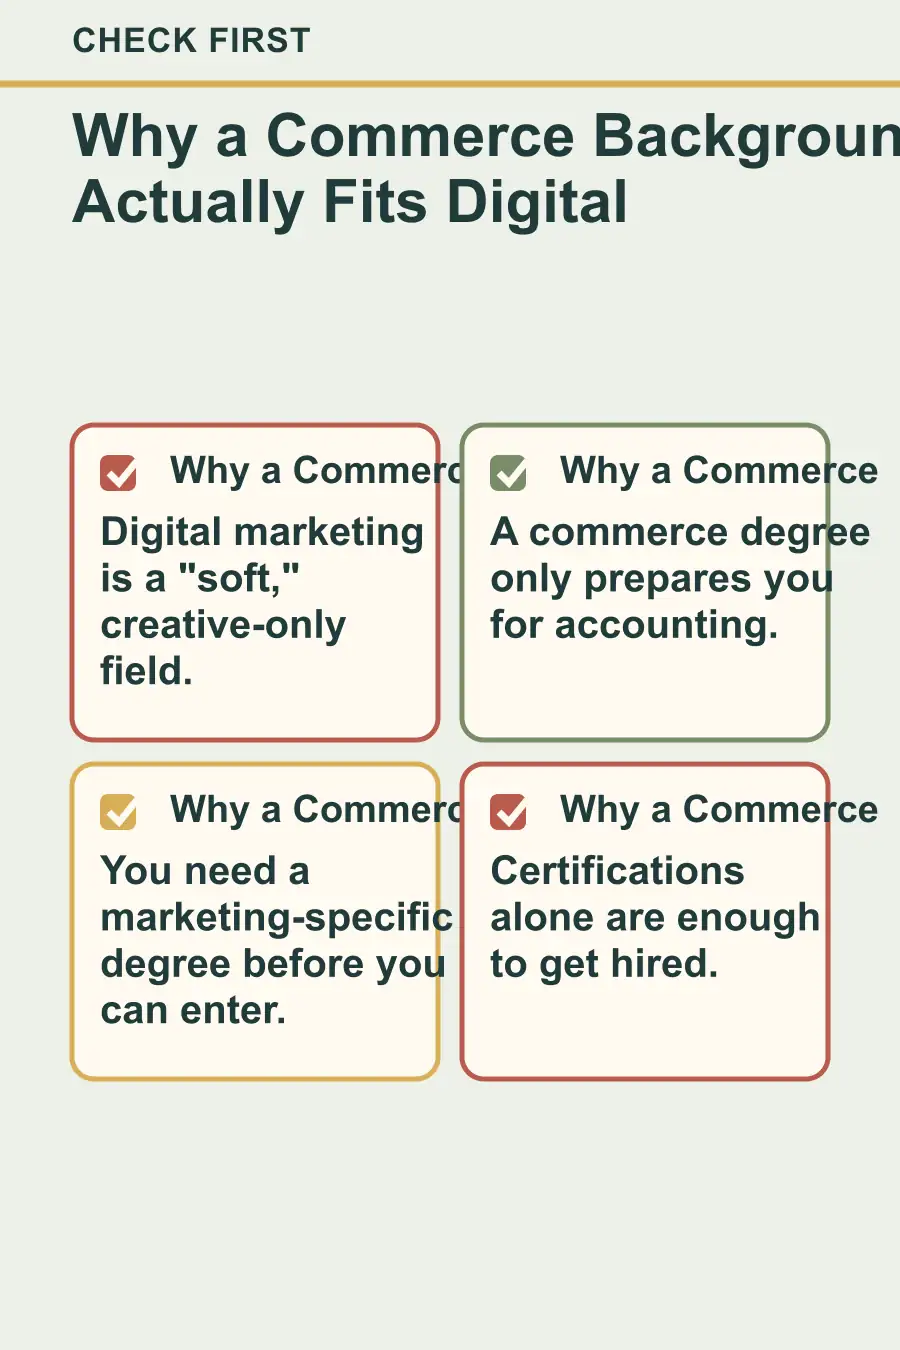 CHECK FIRST
Why a Commerce Backgroun
Actually Fits Digital
Why a Commerc
Digital marketing
is a "soft,"
creative-only
field.
Why a Commerce
A commerce degree
only prepares you
for accounting.
Why a Commerc
You need a
marketing-specific
degree before you
can enter.
Why a Commerce
Certifications
alone are enough
to get hired.